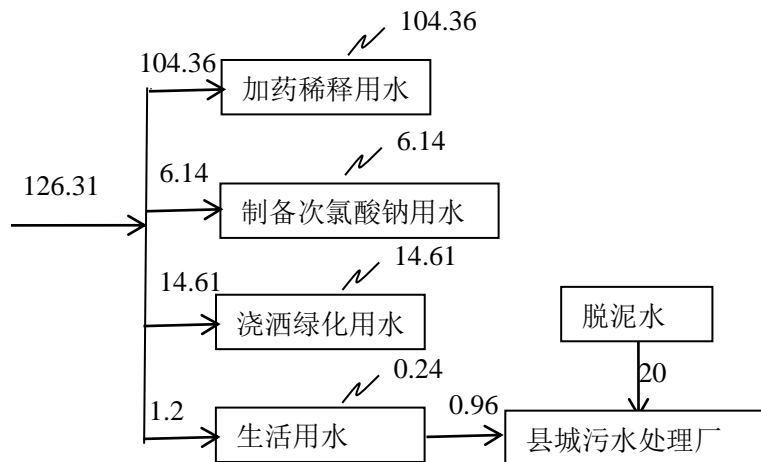 104.36
104.36
加药稀释用水
6.14
6.14
126.31
制备次氯酸钠用水
14.61
14.61
浇洒绿化用水
脱泥水
0.24
20
1.2
0.96
生活用水
县城污水处理厂